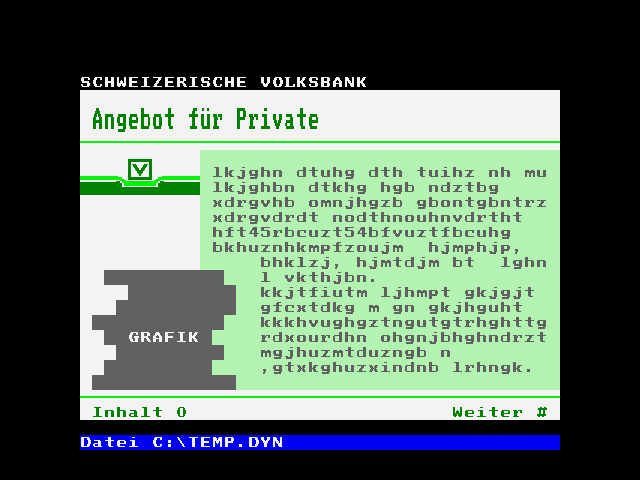 SCHWEIZERISCHE VOLKSBANK
Angebot für Private
lkjghn dtuhg dth tuihz nh mu
lkjghbn dtkhg hgb ndztbg
xdrgvhb omnjhgzb gbontgbntrz
xdrgvdrdt nodthnouhnvdrtht
hft45rbcuzt54bfvuztfbcuhg
bkhuznhkmpfzoujm hjmphjp,
bhklzj, hjmtdjm bt lghn
l vkthjbn.
kkjtfiutm ljhmpt gkjgjt
gfcxtdkg m gn gkjhguht
kkkhvughgztngutgtrhghttg
rdxourdhn ohgnjbhghndrzt
mgjhuzmtduzngb n
,gtxkghuzxindnb lrhngk.
GRAFIK
Inhalt 0
Weiter #
Datei C:\TEMP.DYN